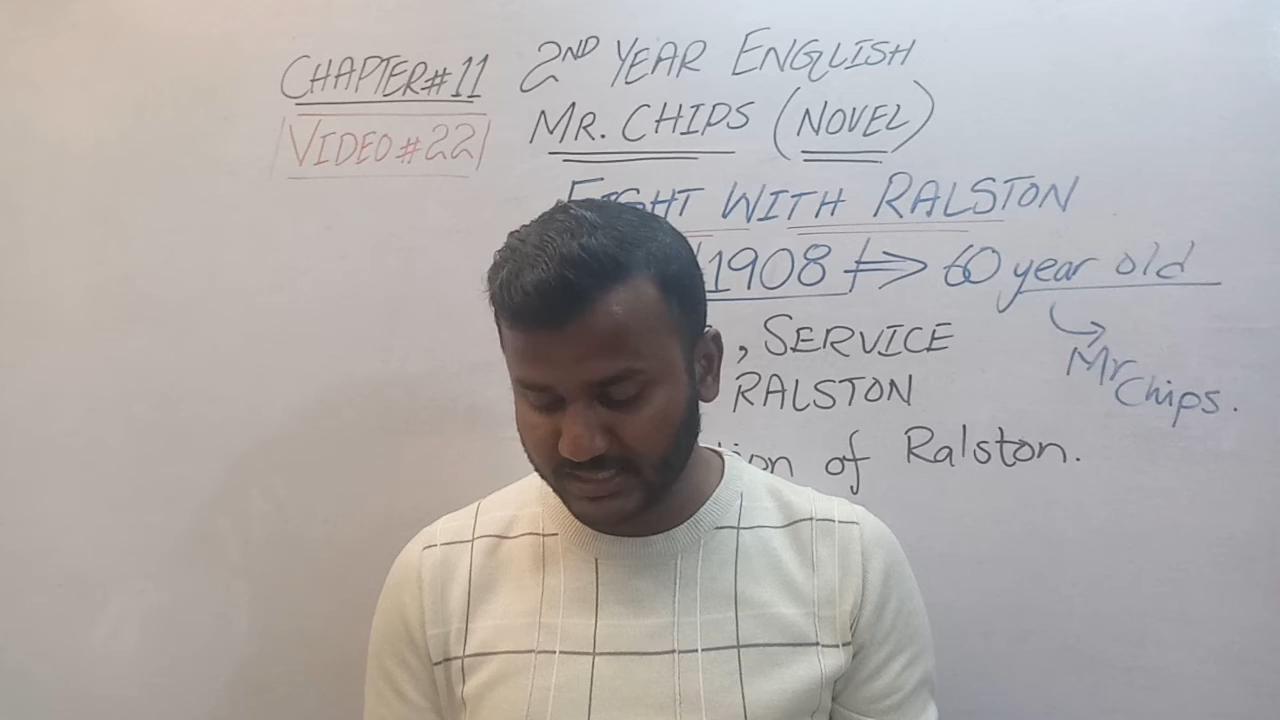 CHAPTER#11 2ND YEAR ENGLISH
VIDEO #22 MR. CHIPS (NOVEL)
FIGHT WITH RALSTON
1908 => 60 year old
, SERVICE
Mr Chips.
RALSTON
of Ralston.